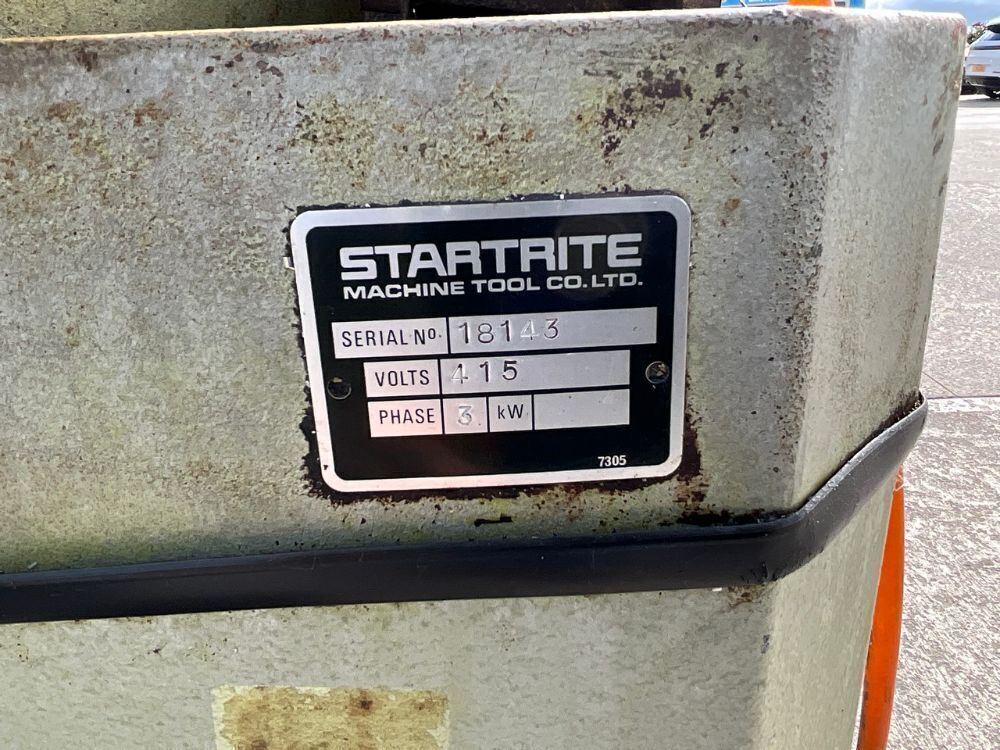 STARTRITE
MACHINE TOOL CO. LTD.
SERIAL No. 18143
VOLTS 415
PHASE 3 kW
7305